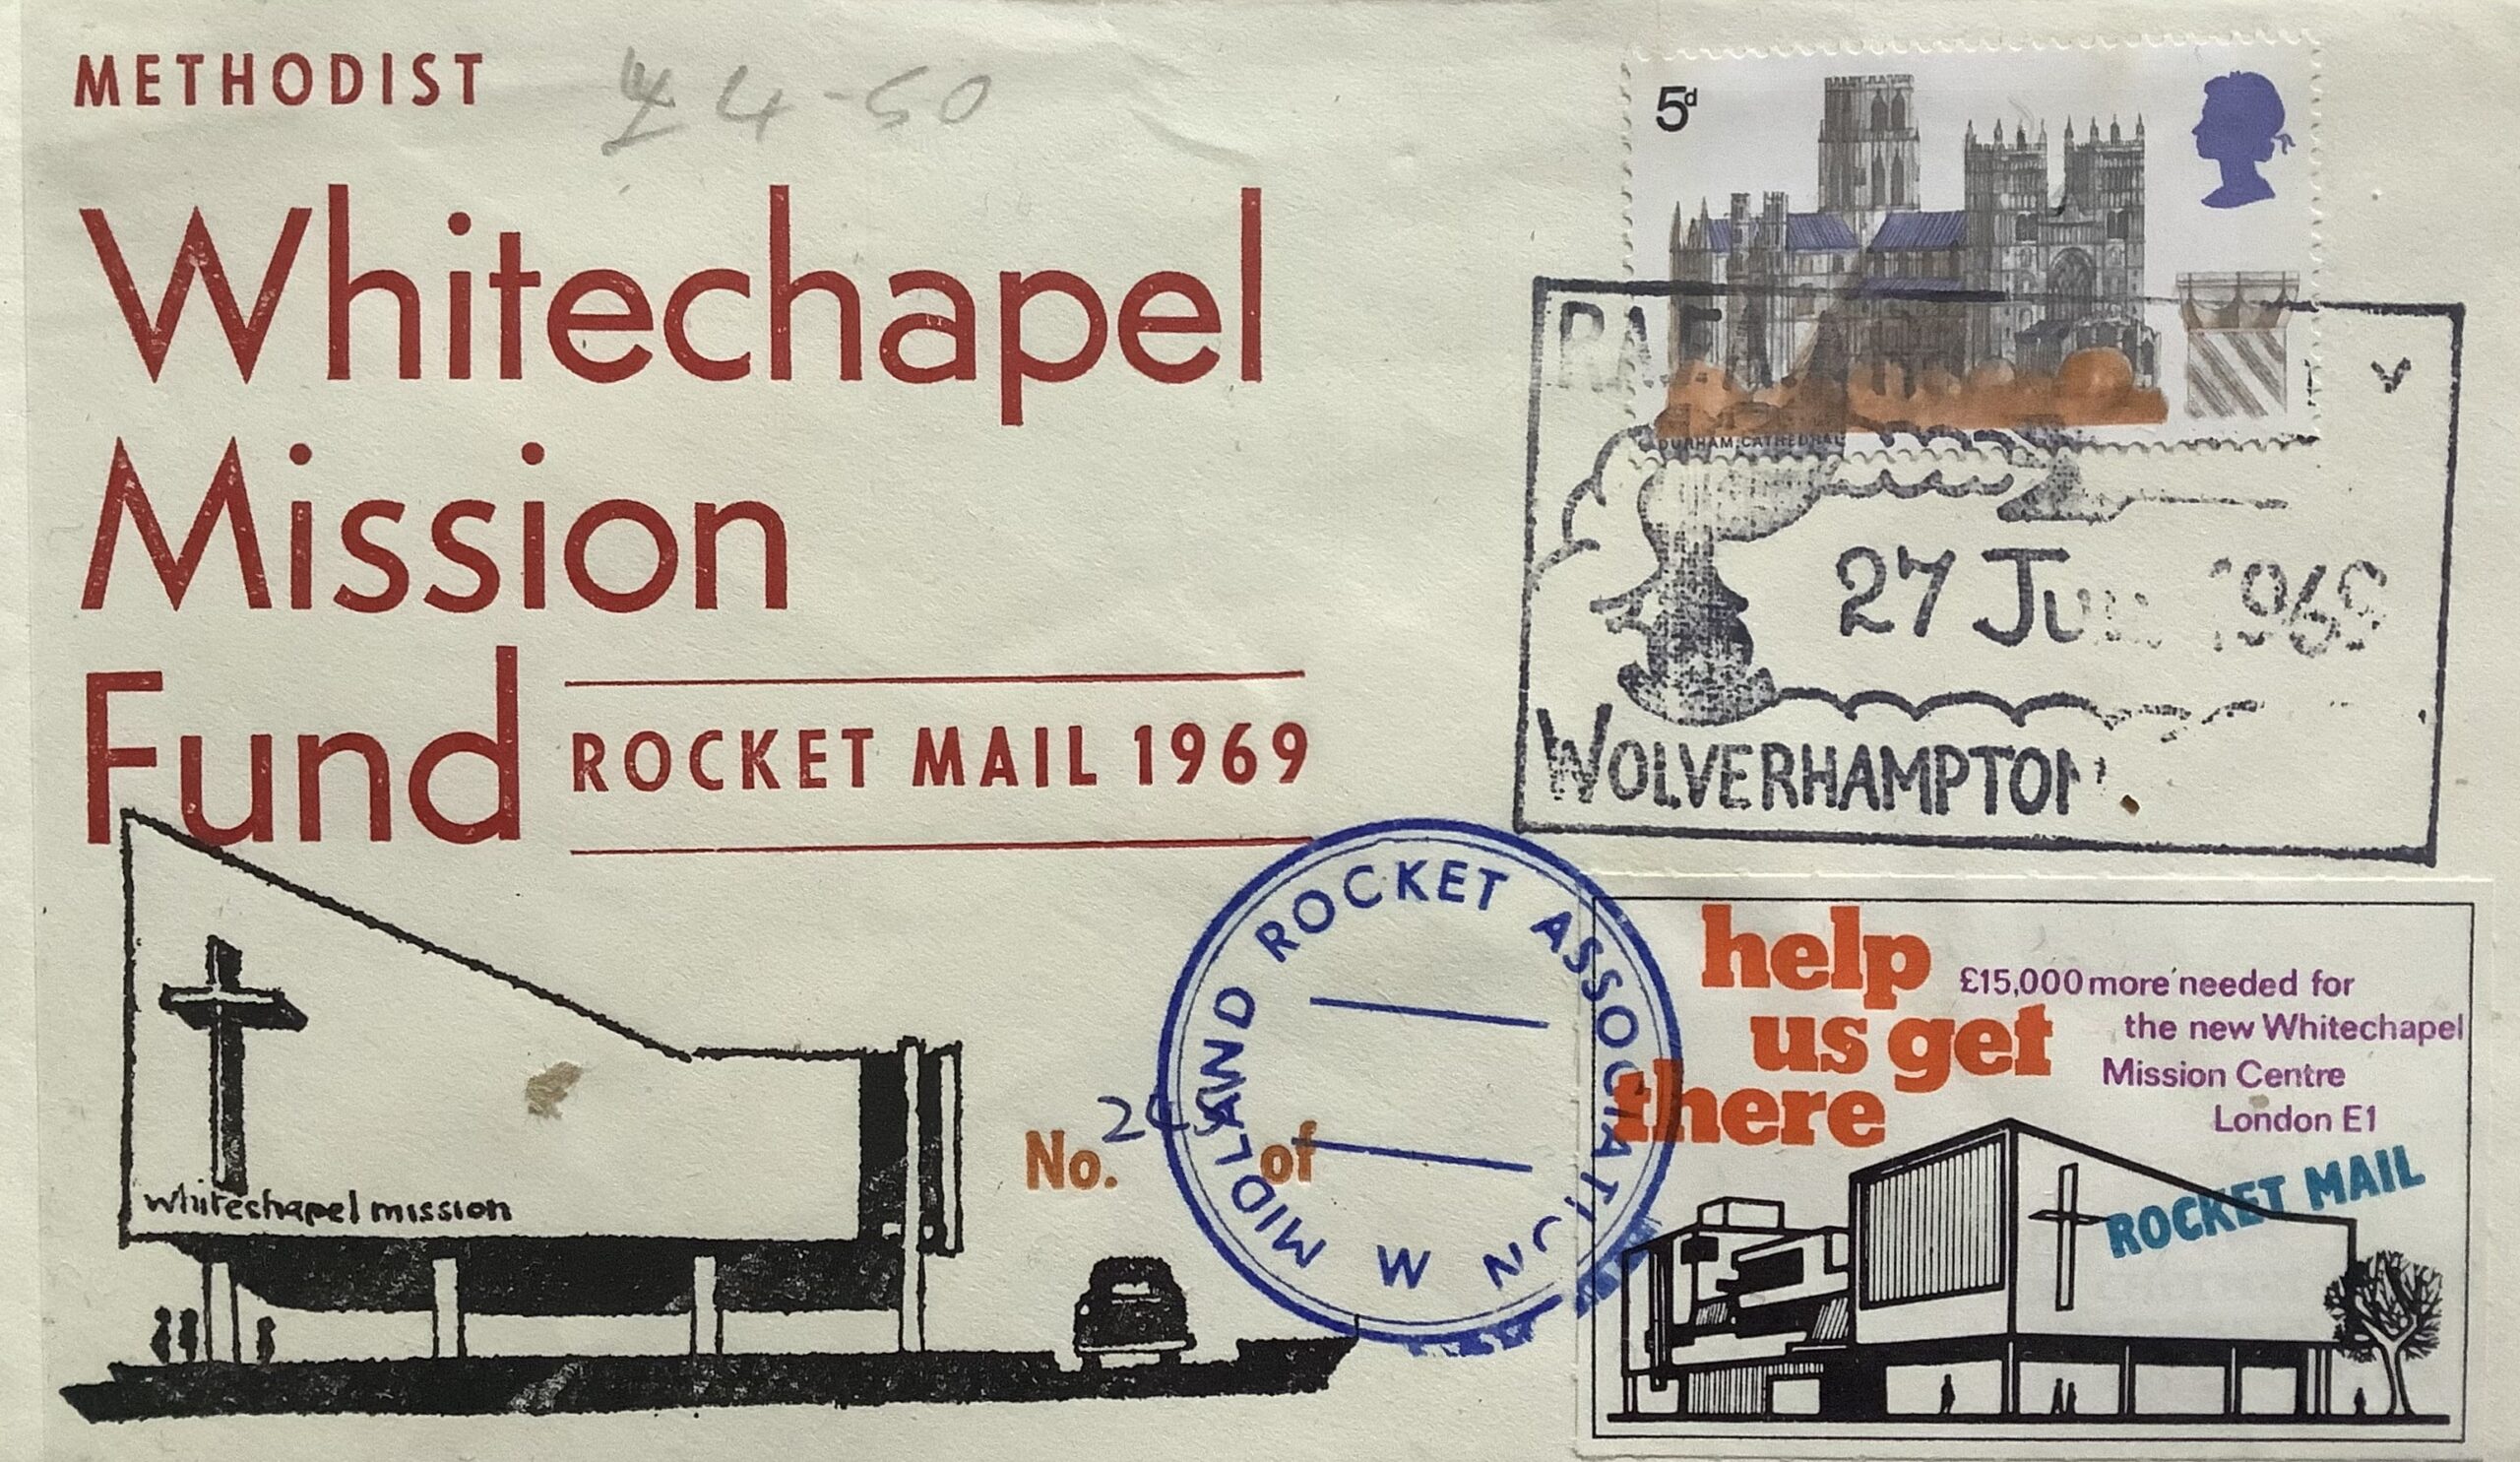 METHODIST
£4-50
Whitechapel
Mission
Fund
ROCKET MAIL 1969
5d
DURHAM CATHEDRAL
27 1969
WOLVERHAMPTON
MIDLAND ROCKET ASSOCIATION
W
No. of
whitechapel mission
help
us get
there
£15,000 more needed for
the new Whitechapel
Mission Centre
London E1
ROCKET MAIL